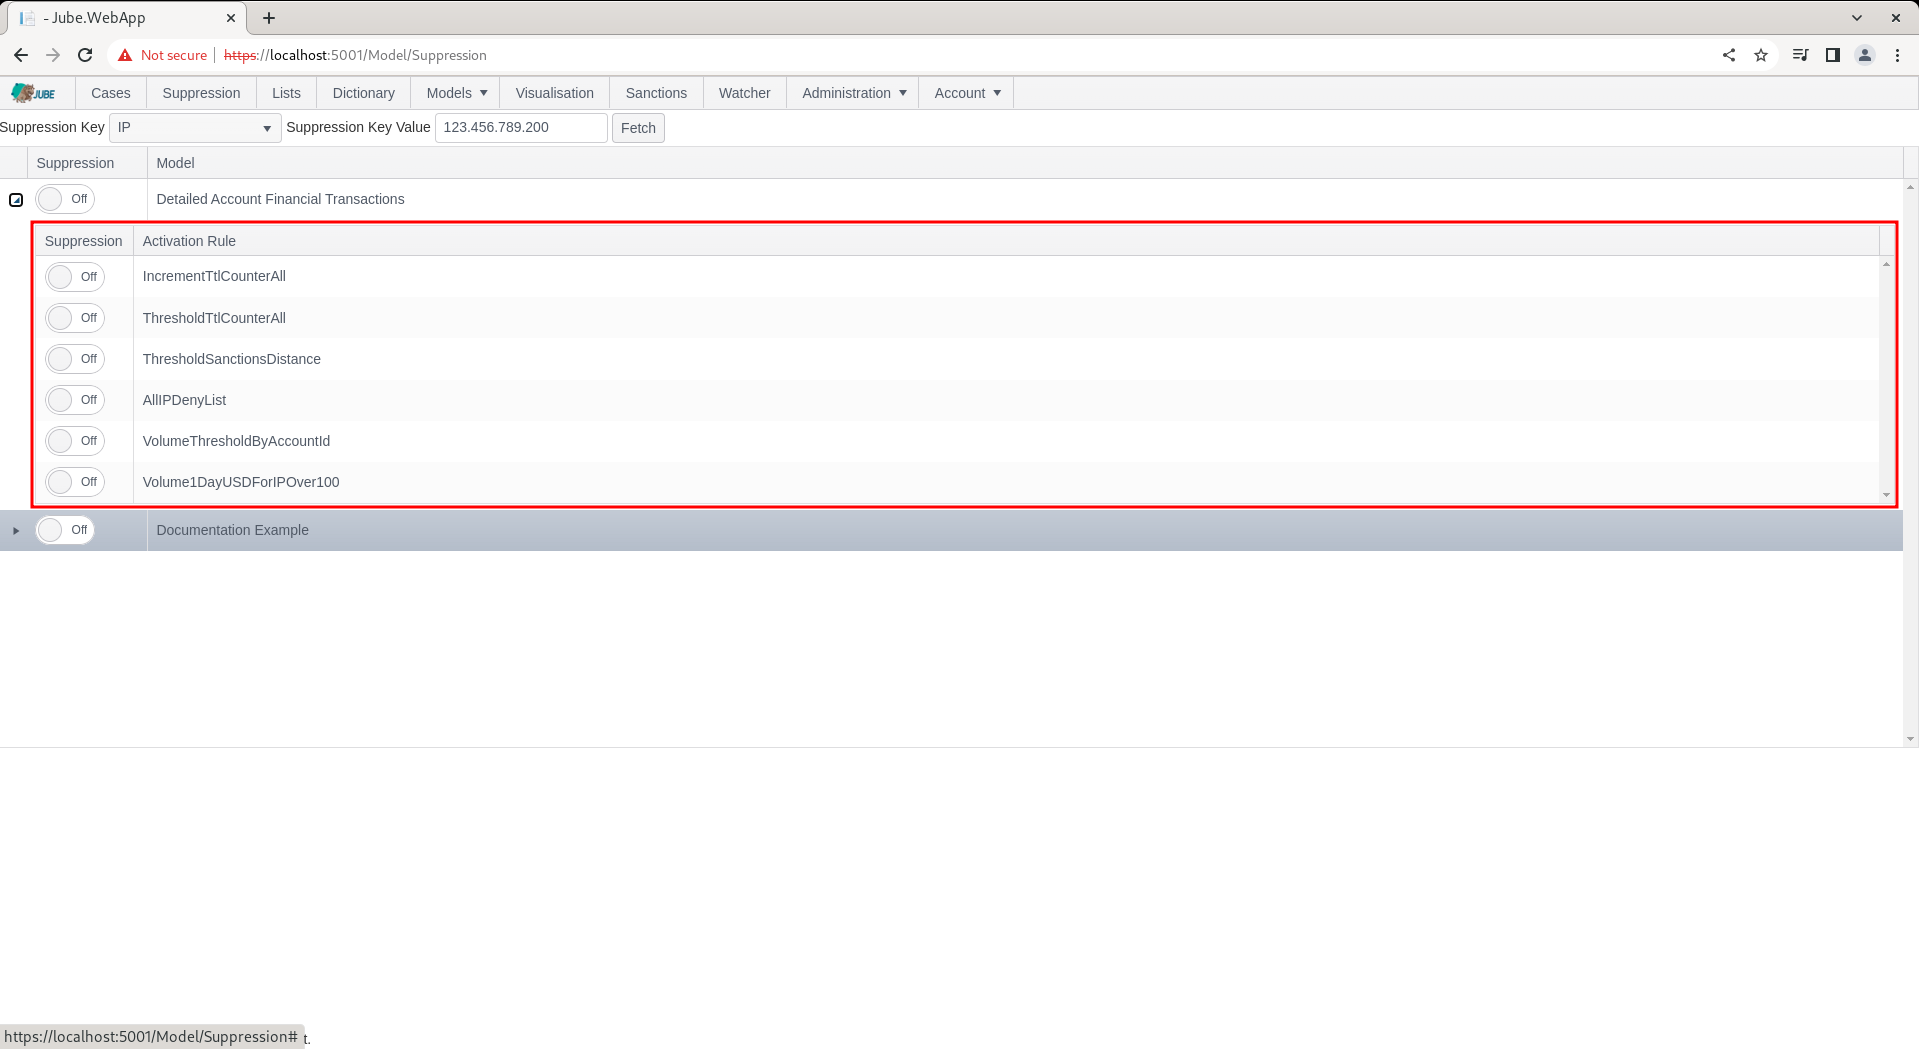 - Jube.WebApp
Not secure https://localhost:5001/Model/Suppression
JUBE Cases Suppression Lists Dictionary Models Visualisation Sanctions Watcher Administration Account
Suppression Key IP Suppression Key Value 123.456.789.200 Fetch
Suppression Model
Off Detailed Account Financial Transactions
Suppression Activation Rule
Off IncrementTtlCounterAll
Off ThresholdTtlCounterAll
Off ThresholdSanctionsDistance
Off AllIPDenyList
Off VolumeThresholdByAccountId
Off Volume1DayUSDForIPOver100
Off Documentation Example
https://localhost:5001/Model/Suppression# t.